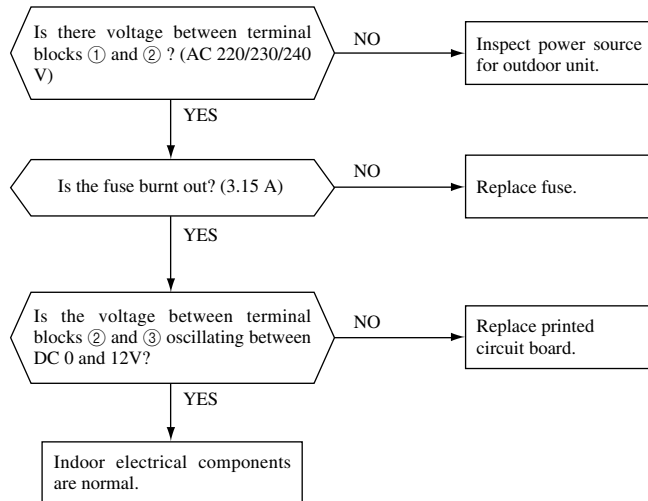 Is there voltage between terminal
blocks ① and ② ? (AC 220/230/240
V)
NO
Inspect power source
for outdoor unit.
YES
Is the fuse burnt out? (3.15 A)
NO
Replace fuse.
YES
Is the voltage between terminal
blocks ② and ③ oscillating between
DC 0 and 12V?
NO
Replace printed
circuit board.
YES
Indoor electrical components
are normal.